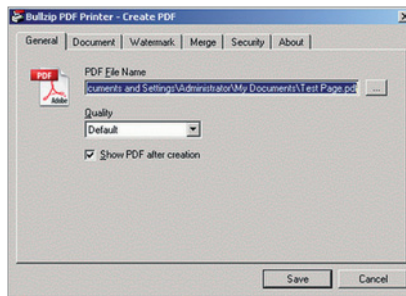 Bullzip PDF Printer - Create PDF
General Document Watermark Merge Security About
PDF
Adobe
PDF File Name
cuments and Settings\Administrator\My Documents\Test Page.pdf
...
Quality
Default
Show PDF after creation
Save Cancel